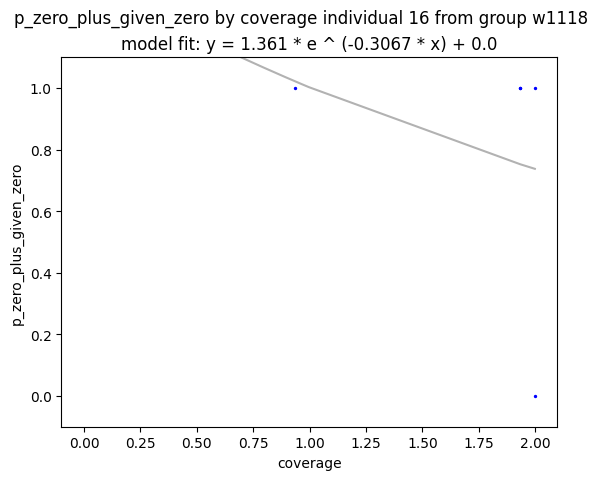 p_zero_plus_given_zero by coverage individual 16 from group w1118
model fit: y = 1.361 * e ^ (-0.3067 * x) + 0.0
1.0
0.8
0.6
0.4
0.2
0.0
p_zero_plus_given_zero
0.00 0.25 0.50 0.75 1.00 1.25 1.50 1.75 2.00
coverage